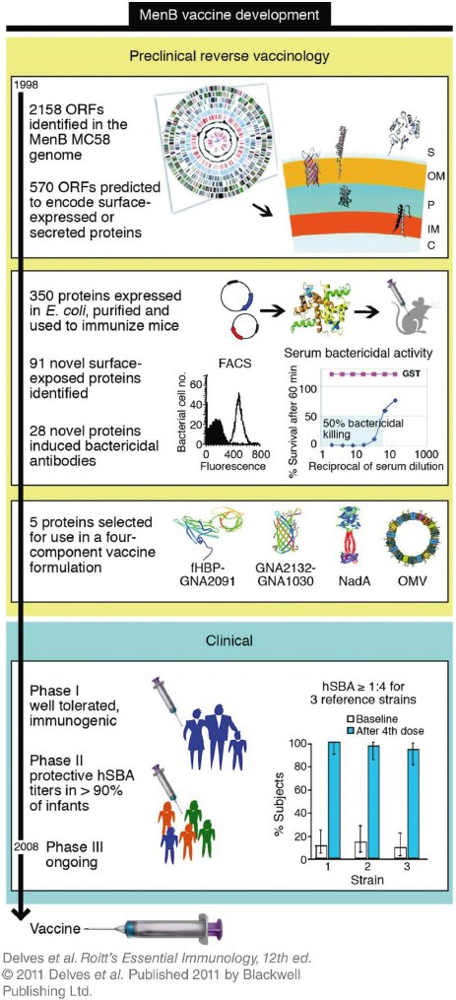 MenB vaccine development
Preclinical reverse vaccinology
1998
2158 ORFs
identified in the
MenB MC58
genome
570 ORFs predicted
to encode surface-
expressed or
secreted proteins
S
OM
P
IM
C
350 proteins expressed
in E. coli, purified and
used to immunize mice
91 novel surface-
exposed proteins
identified
28 novel proteins
induced bactericidal
antibodies
FACS
Bacterial cell no.
60
40
20
0
0 400 800
Fluorescence
Serum bactericidal activity
% Survival after 60 min
100
50
0
GST
50% bactericidal
killing
1 10 100 1000
Reciprocal of serum dilution
5 proteins selected
for use in a four-
component vaccine
formulation
fHBP-
GNA2091
GNA2132-
GNA1030
NadA
OMV
Clinical
Phase I
well tolerated,
immunogenic
Phase II
protective hSBA
titers in > 90%
of infants
2008
Phase III
ongoing
hSBA ≥ 1:4 for
3 reference strains
Baseline
After 4th dose
% Subjects
100
80
60
40
20
0
1 2 3
Strain
Vaccine
Delves et al. Roitt's Essential Immunology, 12th ed.
© 2011 Delves et al. Published 2011 by Blackwell
Publishing Ltd.